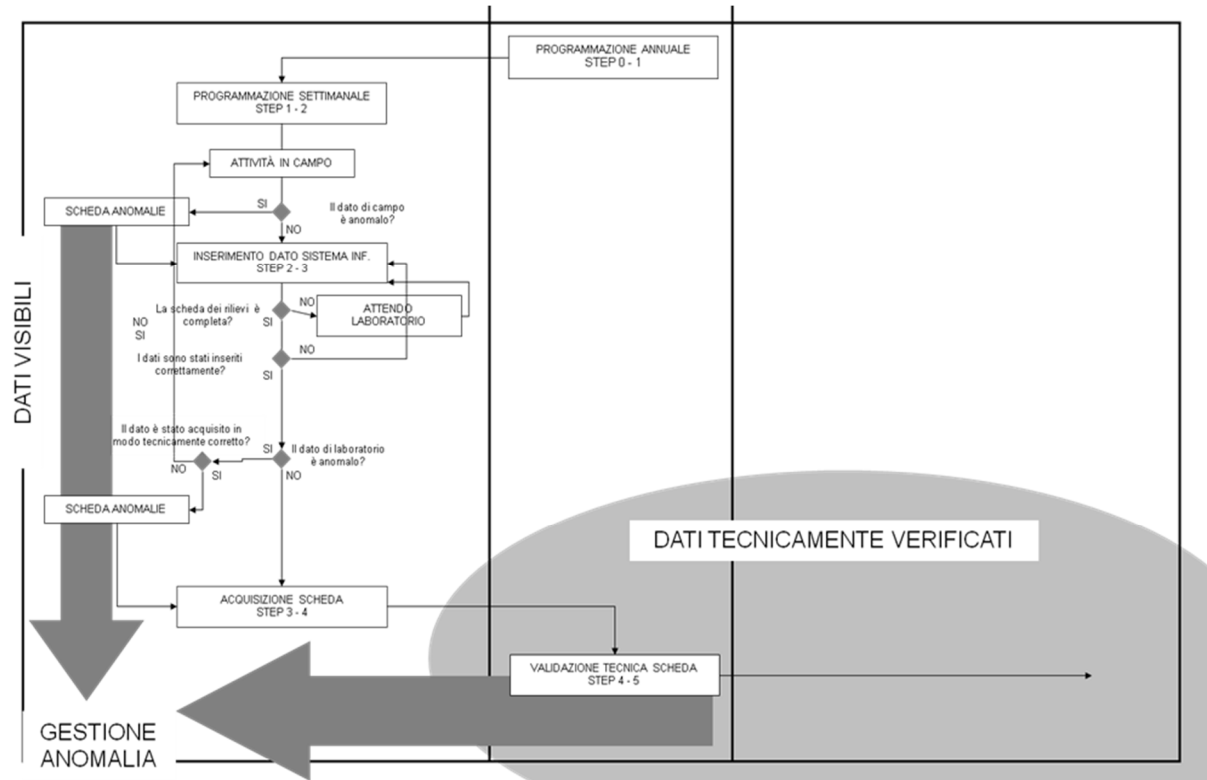 PROGRAMMAZIONE ANNUALE
STEP 0 - 1
PROGRAMMAZIONE SETTIMANALE
STEP 1 - 2
ATTIVITÀ IN CAMPO
SI
Il dato di campo
è anomalo?
SCHEDA ANOMALIE
NO
INSERIMENTO DATO SISTEMA INF.
STEP 2 - 3
La scheda dei rilievi è
completa?
NO
SI
ATTENDO
LABORATORIO
NO
SI
I dati sono stati inseriti
correttamente?
NO
SI
DATI VISIBILI
Il dato è stato acquisito in
modo tecnicamente corretto?
NO
SI
SI
Il dato di laboratorio
è anomalo?
NO
SCHEDA ANOMALIE
DATI TECNICAMENTE VERIFICATI
ACQUISIZIONE SCHEDA
STEP 3 - 4
VALIDAZIONE TECNICA SCHEDA
STEP 4 - 5
GESTIONE
ANOMALIA